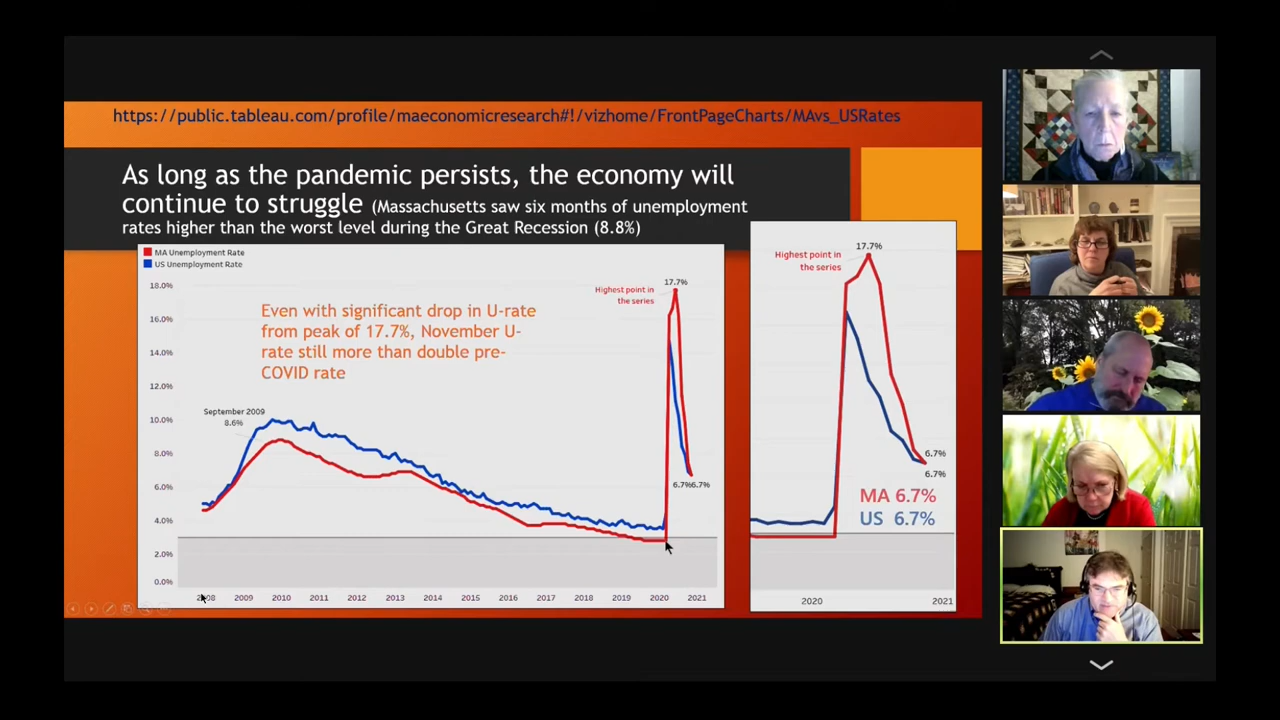 https://public.tableau.com/profile/maeconomicresearch#!/vizhome/FrontPageCharts/MAvs_USRates
As long as the pandemic persists, the economy will
continue to struggle (Massachusetts saw six months of unemployment
rates higher than the worst level during the Great Recession (8.8%)
MA Unemployment Rate
US Unemployment Rate
18.0%
16.0%
14.0%
12.0%
10.0%
8.0%
6.0%
4.0%
2.0%
0.0%
Even with significant drop in U-rate
from peak of 17.7%, November U-
rate still more than double pre-
COVID rate
September 2009
8.6%
Highest point in
the series
17.7%
6.7%6.7%
2008 2009 2010 2011 2012 2013 2014 2015 2016 2017 2018 2019 2020 2021
17.7%
Highest point in
the series
6.7%
6.7%
MA 6.7%
US 6.7%
2020 2021